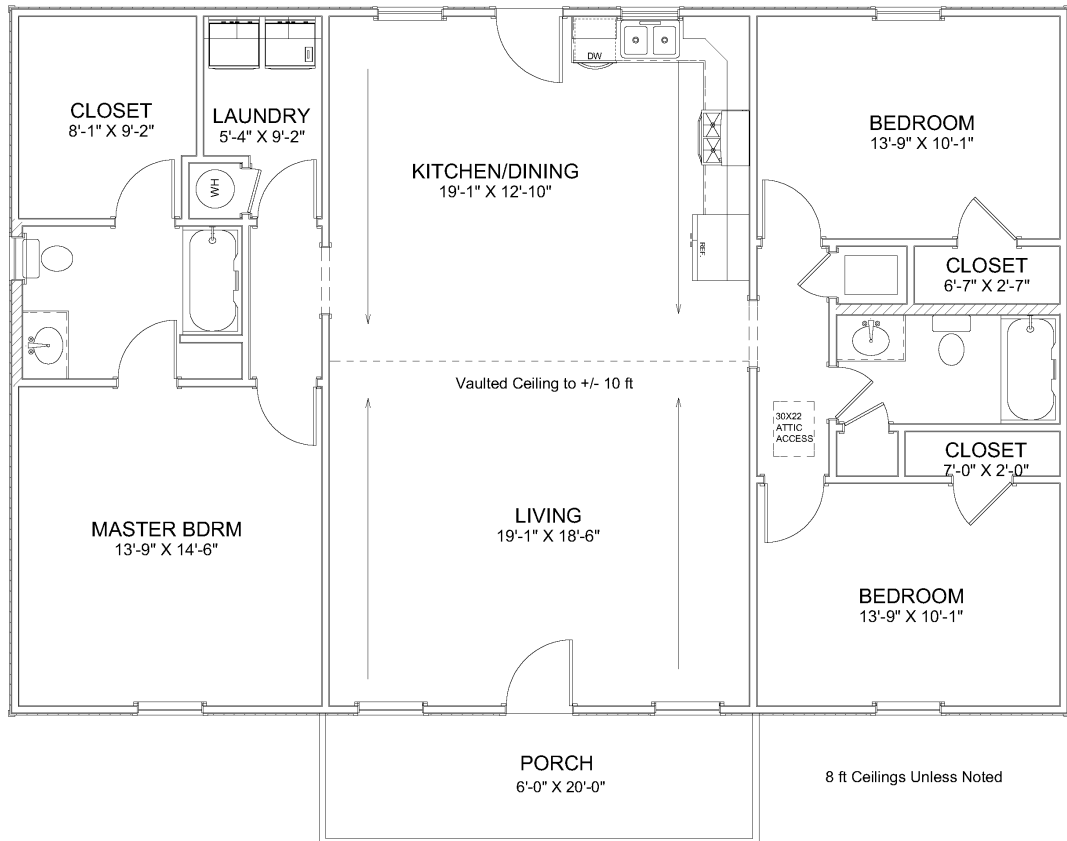 DW
CLOSET
8'-1" X 9'-2"
LAUNDRY
5'-4" X 9'-2"
BEDROOM
13'-9" X 10'-1"
KITCHEN/DINING
19'-1" X 12'-10"
WH
REF.
CLOSET
6'-7" X 2'-7"
Vaulted Ceiling to +/- 10 ft
30X22
ATTIC
ACCESS
CLOSET
7'-0" X 2'-0"
MASTER BDRM
13'-9" X 14'-6"
LIVING
19'-1" X 18'-6"
BEDROOM
13'-9" X 10'-1"
PORCH
6'-0" X 20'-0"
8 ft Ceilings Unless Noted